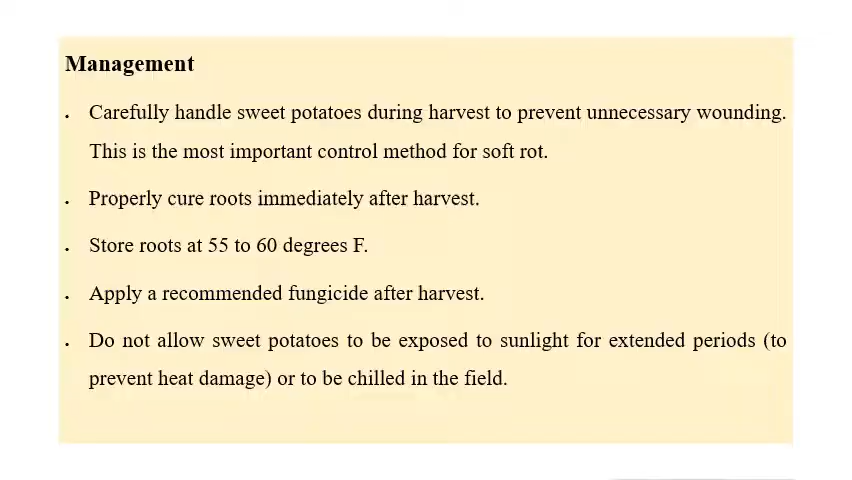 Management
• Carefully handle sweet potatoes during harvest to prevent unnecessary wounding.
This is the most important control method for soft rot.
• Properly cure roots immediately after harvest.
• Store roots at 55 to 60 degrees F.
• Apply a recommended fungicide after harvest.
• Do not allow sweet potatoes to be exposed to sunlight for extended periods (to
prevent heat damage) or to be chilled in the field.